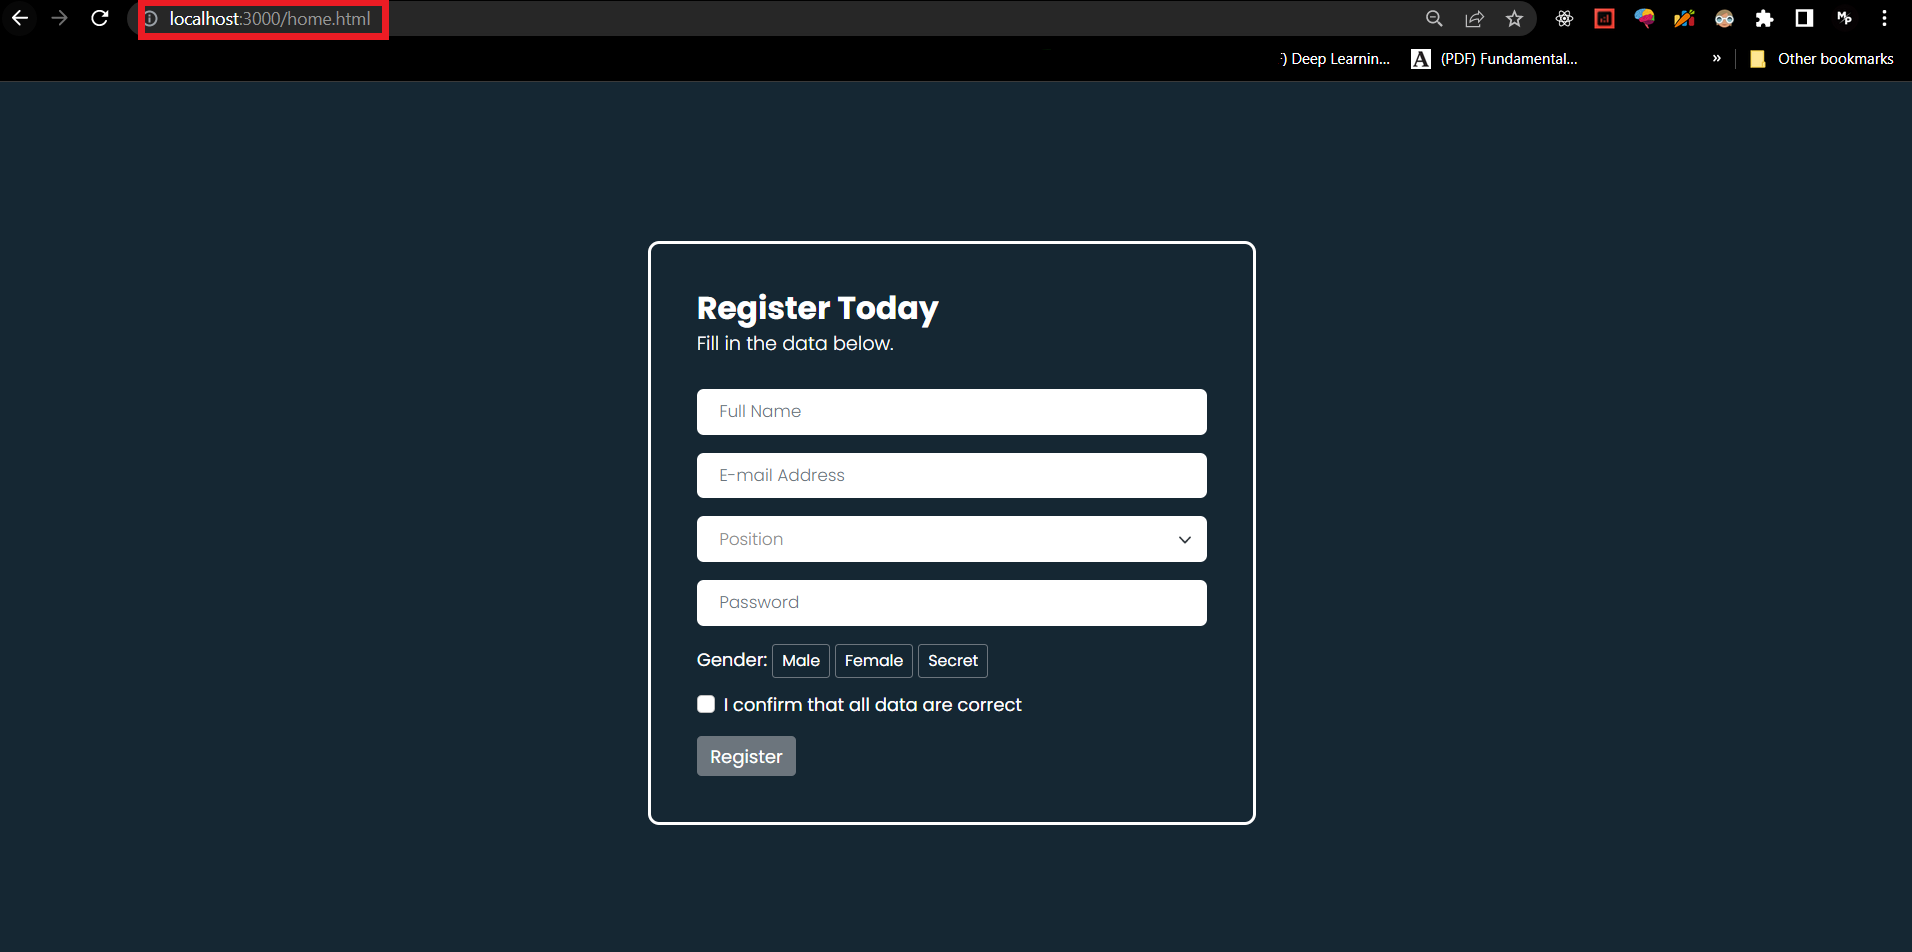 localhost:3000/home.html
) Deep Learnin... A (PDF) Fundamental... » Other bookmarks
Register Today
Fill in the data below.
Full Name
E-mail Address
Position
Password
Gender: Male Female Secret
I confirm that all data are correct
Register